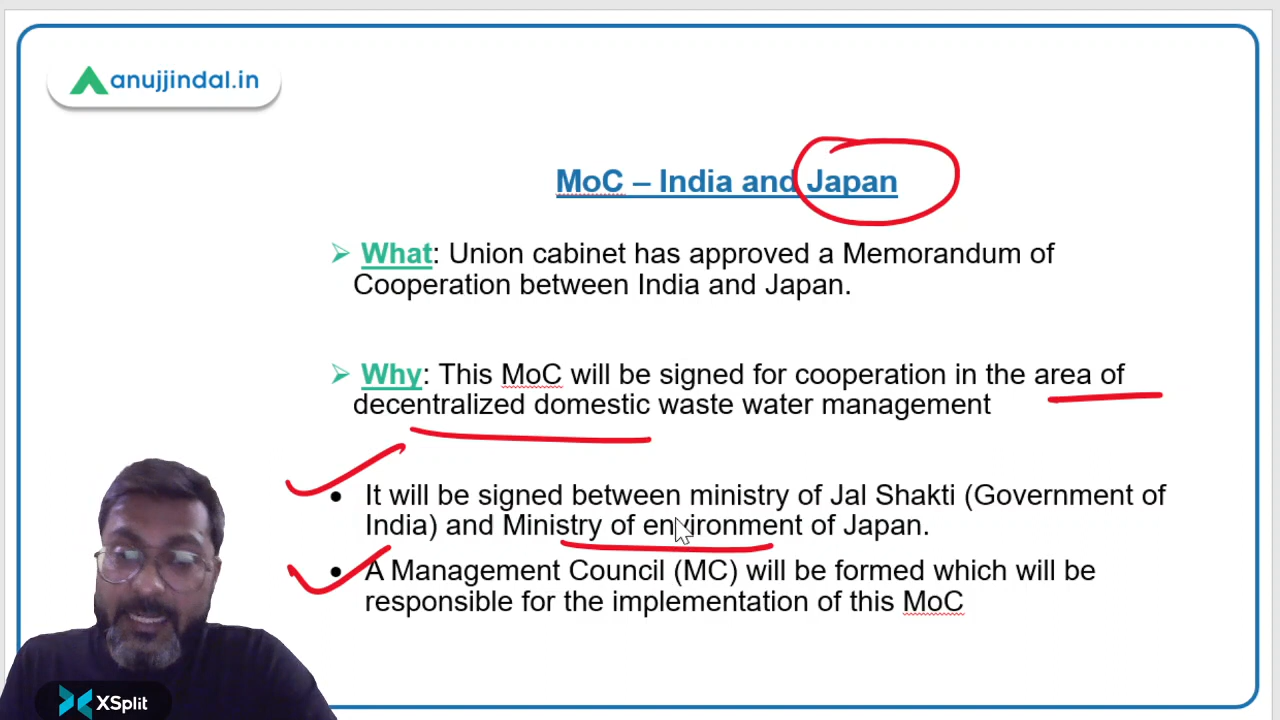 anujjindal.in
MoC – India and Japan
What: Union cabinet has approved a Memorandum of
Cooperation between India and Japan.
Why: This MoC will be signed for cooperation in the area of
decentralized domestic waste water management
It will be signed between ministry of Jal Shakti (Government of
India) and Ministry of environment of Japan.
A Management Council (MC) will be formed which will be
responsible for the implementation of this MoC
XSplit